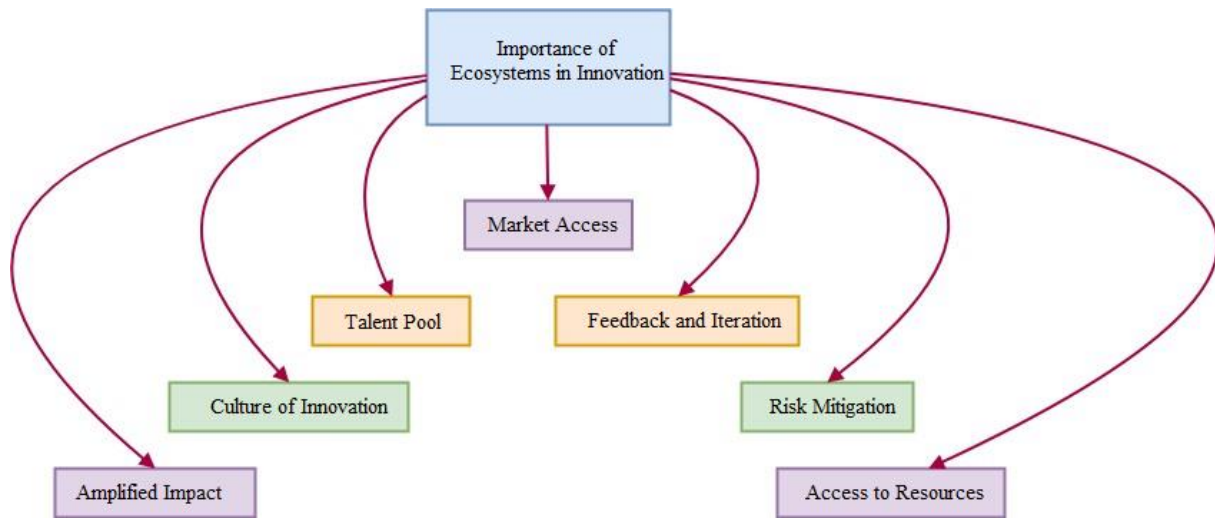 Importance of
Ecosystems in Innovation
Market Access
Talent Pool
Feedback and Iteration
Culture of Innovation
Risk Mitigation
Amplified Impact
Access to Resources